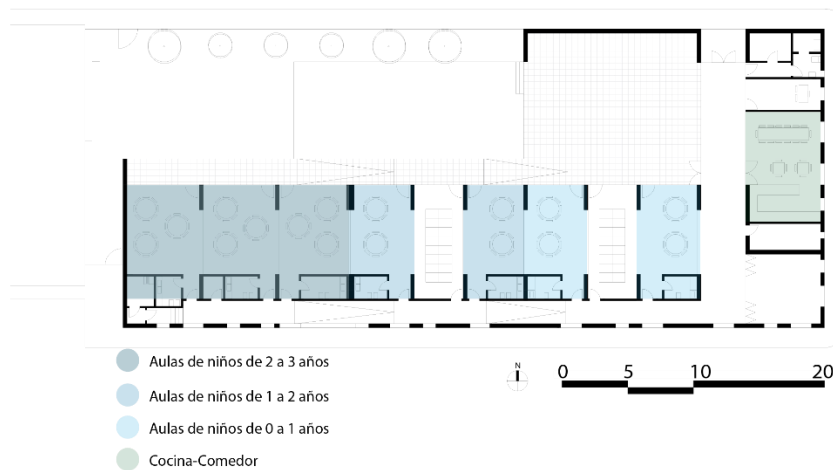 Aulas de niños de 2 a 3 años
Aulas de niños de 1 a 2 años
Aulas de niños de 0 a 1 años
Cocina-Comedor
N
0 5 10 20